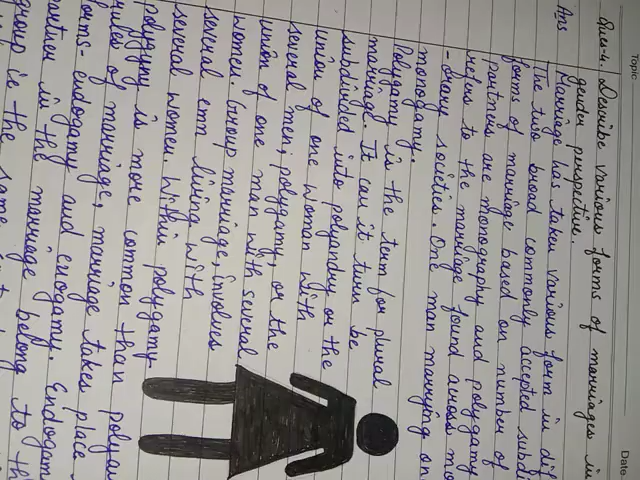 Topic
Date
Ques-4. Describe various forms of marriages in
gender perspective.
Ans Marriage has taken various form in dif
The two broad commonly accepted subdi
forms of marriage based on number of
Partners are monography and polygamy
refers to the marriage found across mo
-orary societies. One man marrying on
monogamy.
Polygamy is the term for plural
marriage. It can it turn be
subdivided into polyandry or the
union of one woman with
several men, polygamy, or the
union of one man with several
women. Group marriage, involves
several emn living with
several women. Within polygamy
polygyny is more common than polyan
rules of marriage, marriage takes place
forms- endogamy and exogamy. Endogam
partner in the marriage belong to th
group is the same